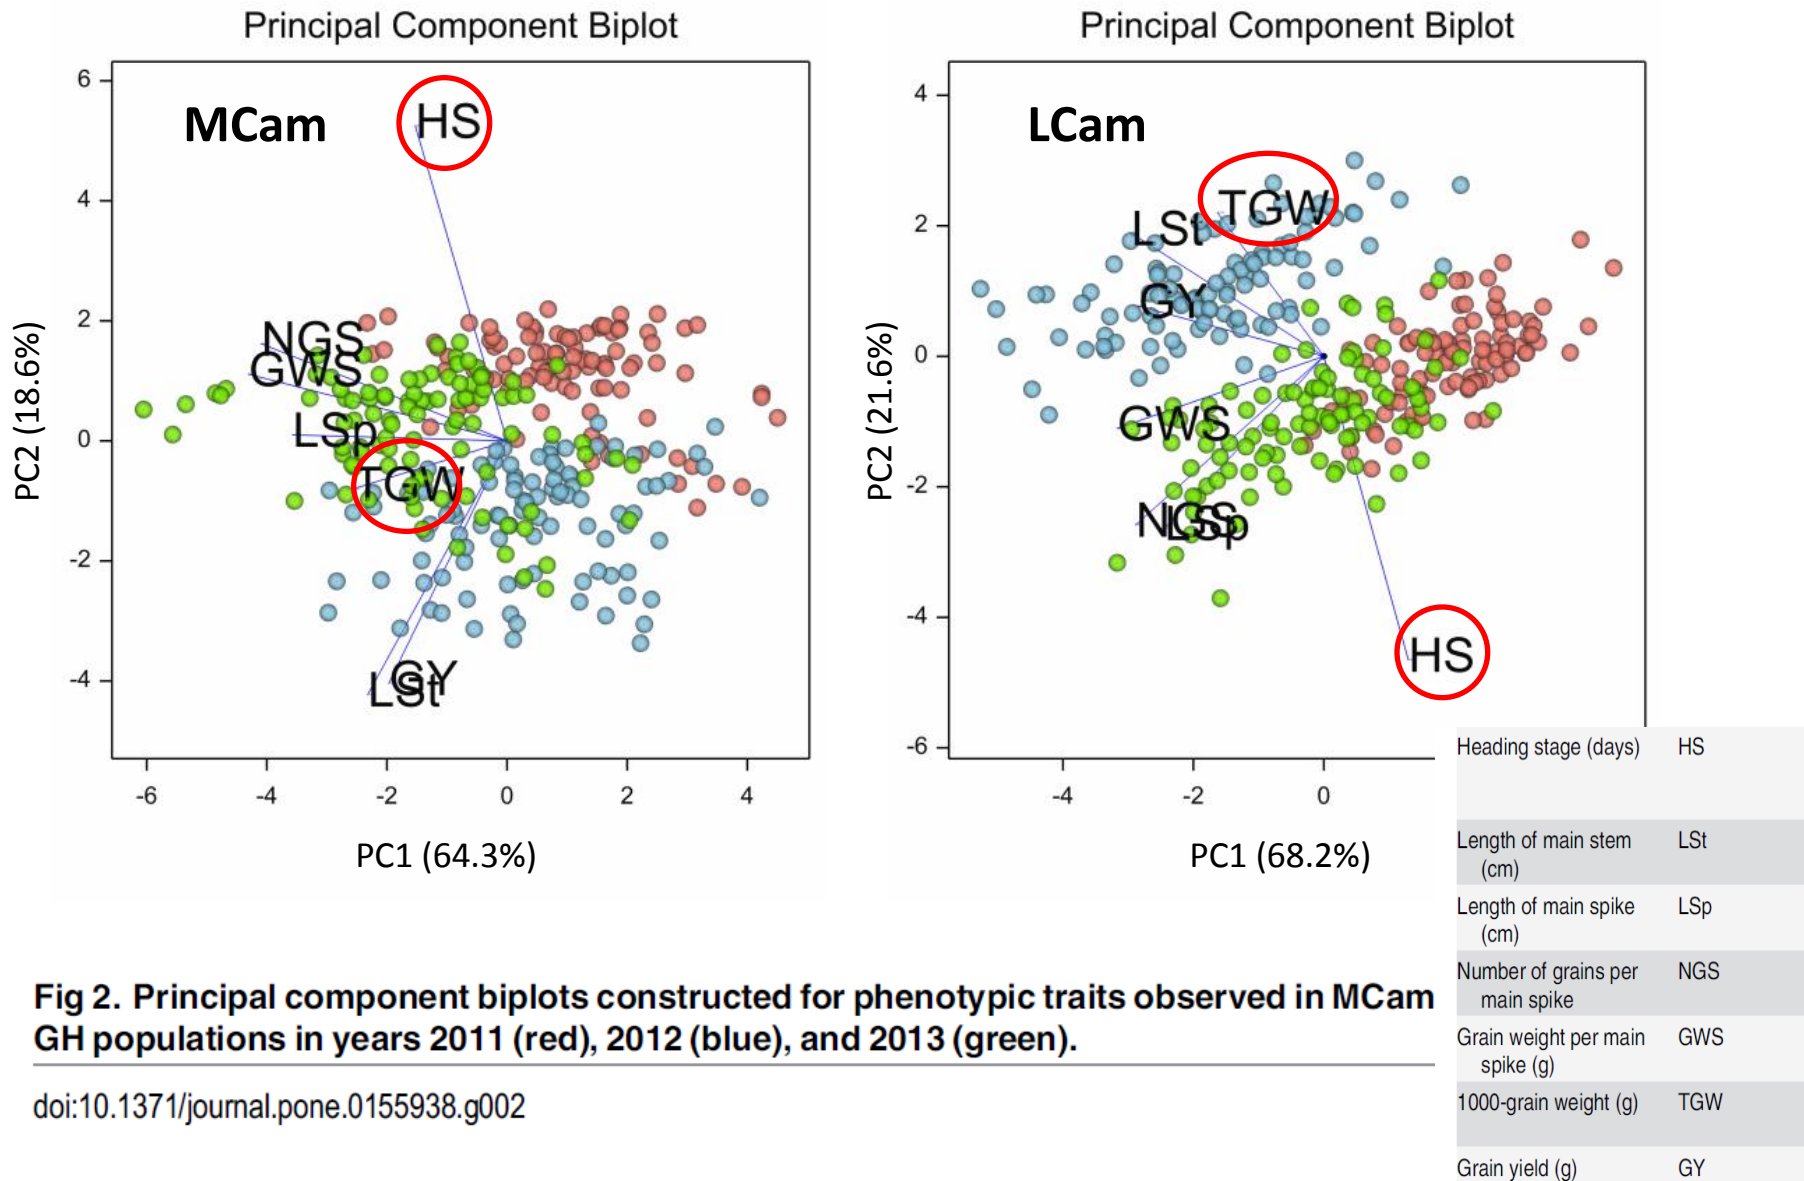 Principal Component Biplot
MCam
HS
NGS
GWS
LSp
TGW
GY
LSt
6
4
2
0
-2
-4
-6
-4
-2
0
2
4
PC2 (18.6%)
PC1 (64.3%)
Principal Component Biplot
LCam
TGW
LSt
GY
GWS
NGS
LSp
HS
4
2
0
-2
-4
-6
-4
-2
0
PC2 (21.6%)
PC1 (68.2%)
Heading stage (days) HS
Length of main stem LSt
(cm)
Length of main spike LSp
(cm)
Number of grains per NGS
main spike
Grain weight per main GWS
spike (g)
1000-grain weight (g) TGW
Grain yield (g) GY
Fig 2. Principal component biplots constructed for phenotypic traits observed in MCam
GH populations in years 2011 (red), 2012 (blue), and 2013 (green).
doi:10.1371/journal.pone.0155938.g002